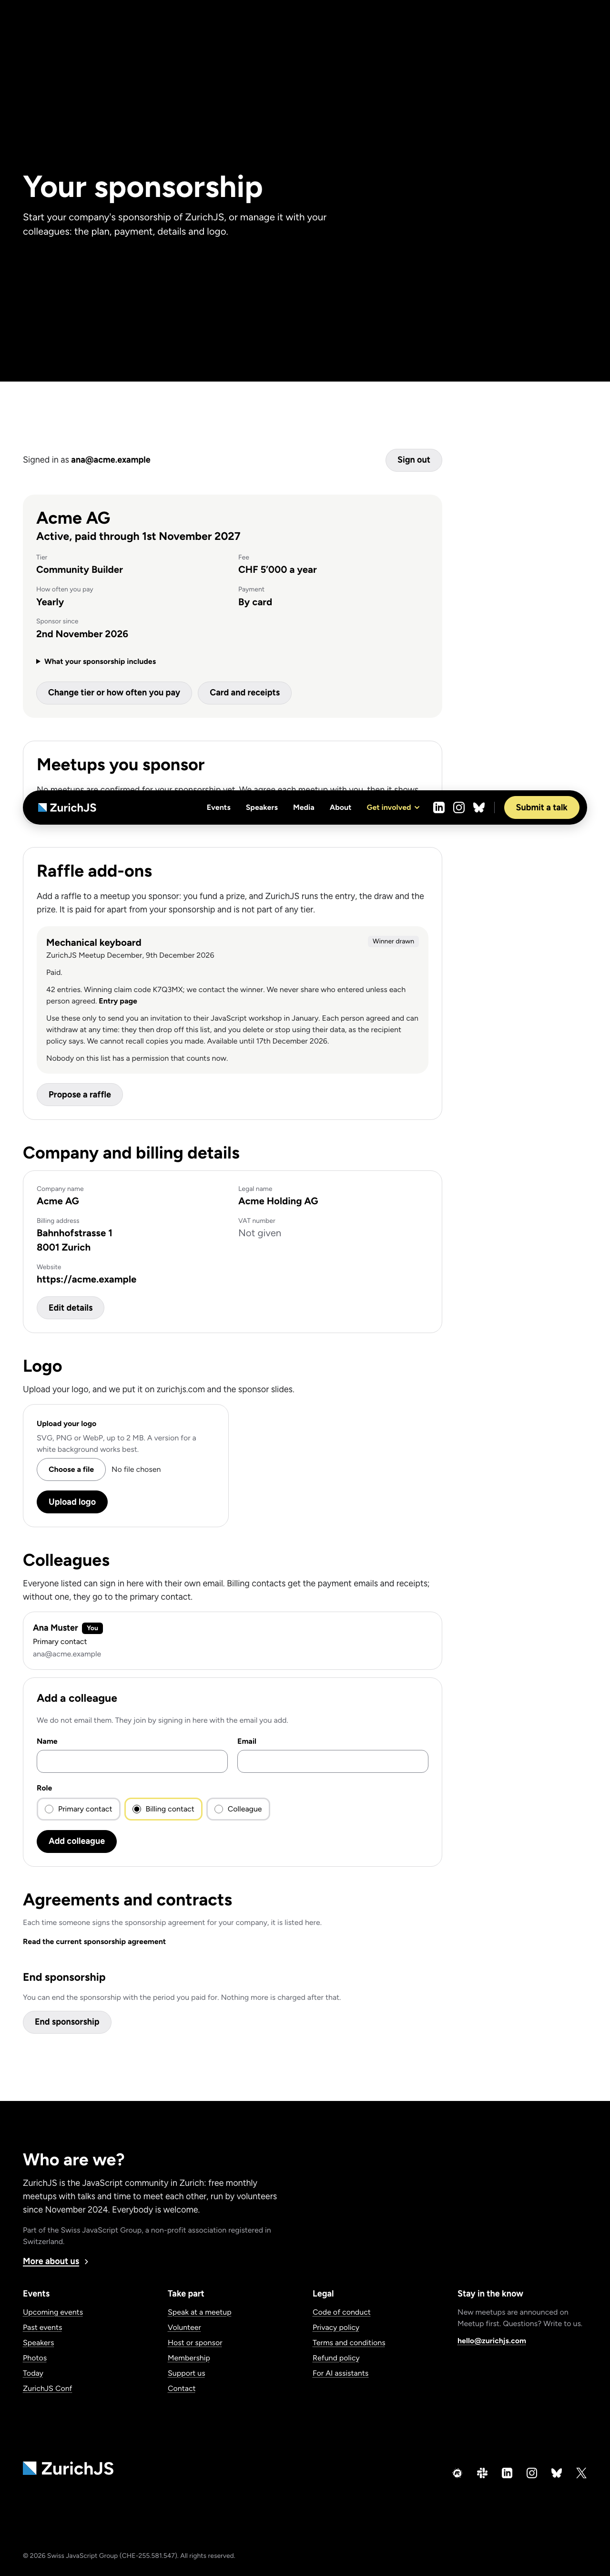 Your sponsorship
Start your company's sponsorship of ZurichJS, or manage it with your
colleagues: the plan, payment, details and logo.
Signed in as ana@acme.example
Sign out
Acme AG
Active, paid through 1st November 2027
Tier
Community Builder
Fee
CHF 5’000 a year
How often you pay
Yearly
Payment
By card
Sponsor since
2nd November 2026
What your sponsorship includes
Change tier or how often you pay
Card and receipts
Meetups you sponsor
No meetups are confirmed for your sponsorship yet. We agree each meetup with you, then it shows
ZurichJS
Events
Speakers
Media
About
Get involved
Submit a talk
Raffle add-ons
Add a raffle to a meetup you sponsor: you fund a prize, and ZurichJS runs the entry, the draw and the
prize. It is paid for apart from your sponsorship and is not part of any tier.
Mechanical keyboard
Winner drawn
ZurichJS Meetup December, 9th December 2026
Paid.
42 entries. Winning claim code K7Q3MX; we contact the winner. We never share who entered unless each
person agreed. Entry page
Use these only to send you an invitation to their JavaScript workshop in January. Each person agreed and can
withdraw at any time: they then drop off this list, and you delete or stop using their data, as the recipient
policy says. We cannot recall copies you made. Available until 17th December 2026.
Nobody on this list has a permission that counts now.
Propose a raffle
Company and billing details
Company name
Acme AG
Legal name
Acme Holding AG
Billing address
Bahnhofstrasse 1
8001 Zurich
VAT number
Not given
Website
https://acme.example
Edit details
Logo
Upload your logo, and we put it on zurichjs.com and the sponsor slides.
Upload your logo
SVG, PNG or WebP, up to 2 MB. A version for a
white background works best.
Choose a file
No file chosen
Upload logo
Colleagues
Everyone listed can sign in here with their own email. Billing contacts get the payment emails and receipts;
without one, they go to the primary contact.
Ana Muster You
Primary contact
ana@acme.example
Add a colleague
We do not email them. They join by signing in here with the email you add.
Name
Email
Role
Primary contact
Billing contact
Colleague
Add colleague
Agreements and contracts
Each time someone signs the sponsorship agreement for your company, it is listed here.
Read the current sponsorship agreement
End sponsorship
You can end the sponsorship with the period you paid for. Nothing more is charged after that.
End sponsorship
Who are we?
ZurichJS is the JavaScript community in Zurich: free monthly
meetups with talks and time to meet each other, run by volunteers
since November 2024. Everybody is welcome.
Part of the Swiss JavaScript Group, a non-profit association registered in
Switzerland.
More about us
Events
Upcoming events
Past events
Speakers
Photos
Today
ZurichJS Conf
Take part
Speak at a meetup
Volunteer
Host or sponsor
Membership
Support us
Contact
Legal
Code of conduct
Privacy policy
Terms and conditions
Refund policy
For AI assistants
Stay in the know
New meetups are announced on
Meetup first. Questions? Write to us.
hello@zurichjs.com
ZurichJS
© 2026 Swiss JavaScript Group (CHE-255.581.547). All rights reserved.